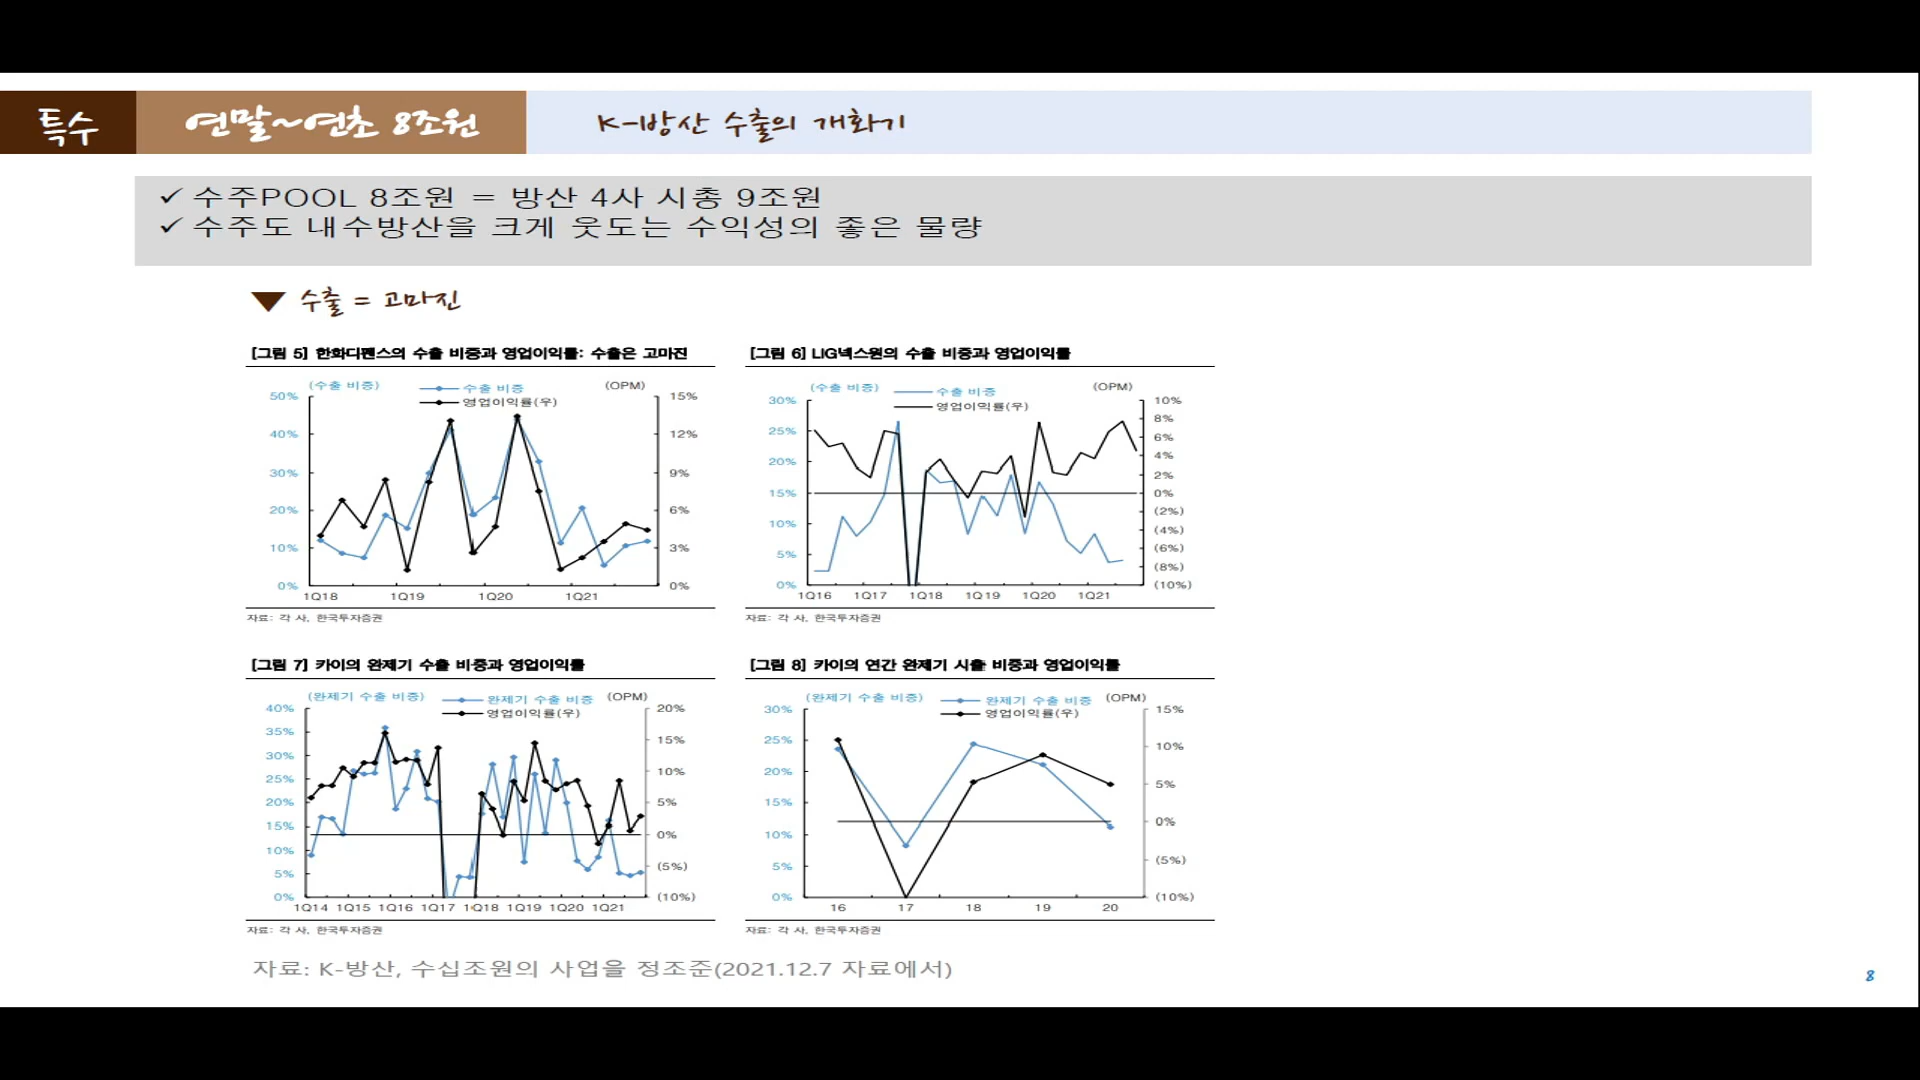 특수
연말~연초 8조원
K-방산 수출의 개화기
✓ 수주POOL 8조원 = 방산 4사 시총 9조원
✓ 수주도 내수방산을 크게 웃도는 수익성의 좋은 물량
▼ 수출 = 고마진
[그림 5] 한화디펜스의 수출 비중과 영업이익률: 수출은 고마진
(수출 비중)
수출 비중
영업이익률(우)
(OPM)
50%
40%
30%
20%
10%
0%
15%
12%
9%
6%
3%
0%
1Q18 1Q19 1Q20 1Q21
자료: 각 사, 한국투자증권
[그림 6] LIG넥스원의 수출 비중과 영업이익률
(수출 비중)
수출 비중
영업이익률(우)
(OPM)
30%
25%
20%
15%
10%
5%
0%
10%
8%
6%
4%
2%
0%
(2%)
(4%)
(6%)
(8%)
(10%)
1Q16 1Q17 1Q18 1Q19 1Q20 1Q21
자료: 각 사, 한국투자증권
[그림 7] 카이의 완제기 수출 비중과 영업이익률
(완제기 수출 비중)
완제기 수출 비중
영업이익률(우)
(OPM)
40%
35%
30%
25%
20%
15%
10%
5%
0%
20%
15%
10%
5%
0%
(5%)
(10%)
1Q14 1Q15 1Q16 1Q17 1Q18 1Q19 1Q20 1Q21
자료: 각 사, 한국투자증권
[그림 8] 카이의 연간 완제기 시출 비중과 영업이익률
(완제기 수출 비중)
완제기 수출 비중
영업이익률(우)
(OPM)
30%
25%
20%
15%
10%
5%
0%
15%
10%
5%
0%
(5%)
(10%)
16 17 18 19 20
자료: 각 사, 한국투자증권
자료: K-방산, 수십조원의 사업을 정조준(2021.12.7 자료에서)
8